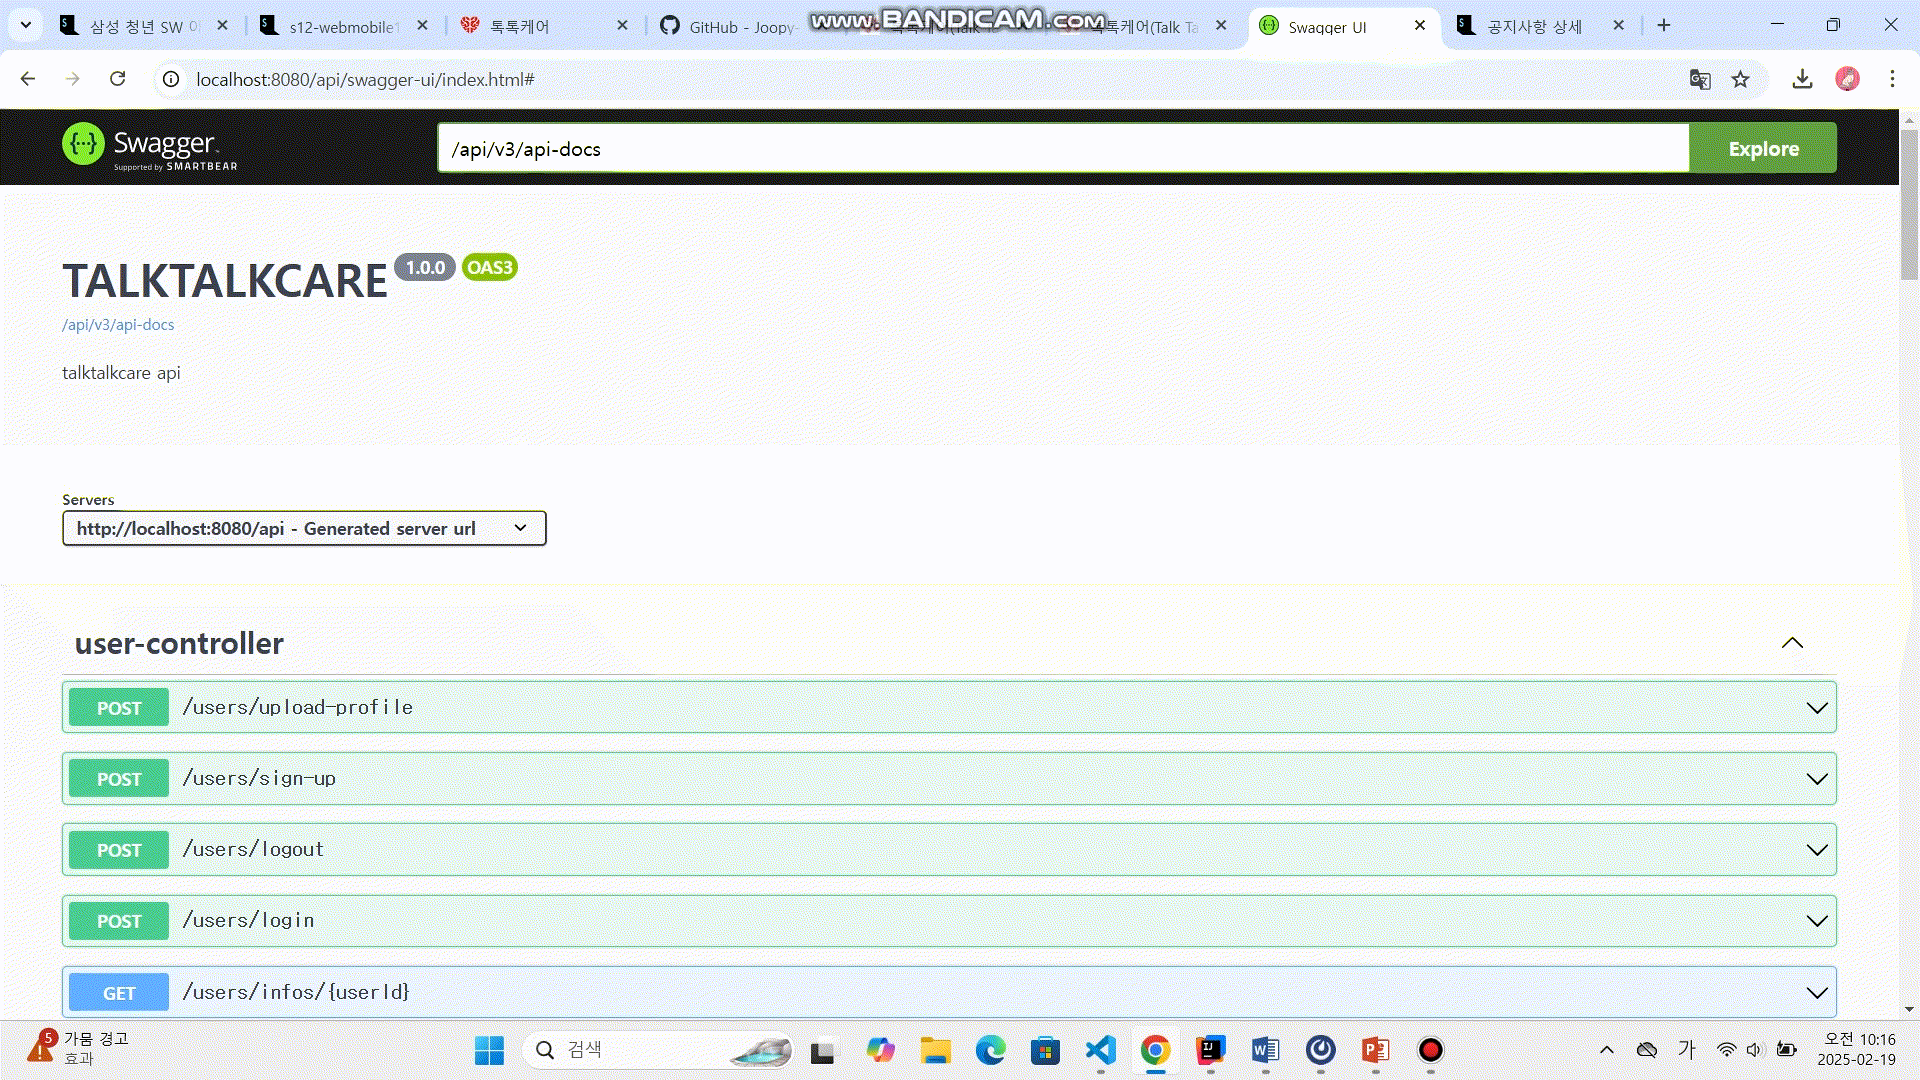 삼성 청년 SW 아
s12-webmobile1
톡톡케어
GitHub - Joopy-
www.BANDICAM.com
톡톡케어(Talk Ta
Swagger UI
공지사항 상세
localhost:8080/api/swagger-ui/index.html#
Swagger
Supported by SMARTBEAR
/api/v3/api-docs
Explore
TALKTALKCARE 1.0.0 OAS3
/api/v3/api-docs
talktalkcare api
Servers
http://localhost:8080/api - Generated server url
user-controller
POST /users/upload-profile
POST /users/sign-up
POST /users/logout
POST /users/login
GET /users/infos/{userId}
5
가뭄 경고
효과
검색
가
오전 10:16
2025-02-19